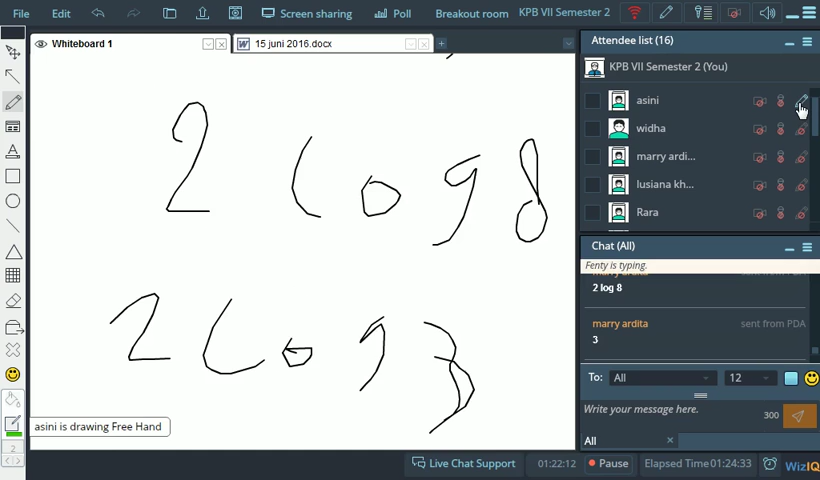 File Edit Screen sharing Poll Breakout room KPB VII Semester 2
Whiteboard 1 15 juni 2016.docx
Attendee list (16)
KPB VII Semester 2 (You)
asini
widha
marry ardi...
lusiana kh...
Rara
2 log 8
2 log 3
asini is drawing Free Hand
Chat (All)
Fenty is typing.
2 log 8
marry ardita sent from PDA
3
To: All 12
Write your message here. 300
All
2
Live Chat Support 01:22:12 Pause Elapsed Time 01:24:33 WizIQ